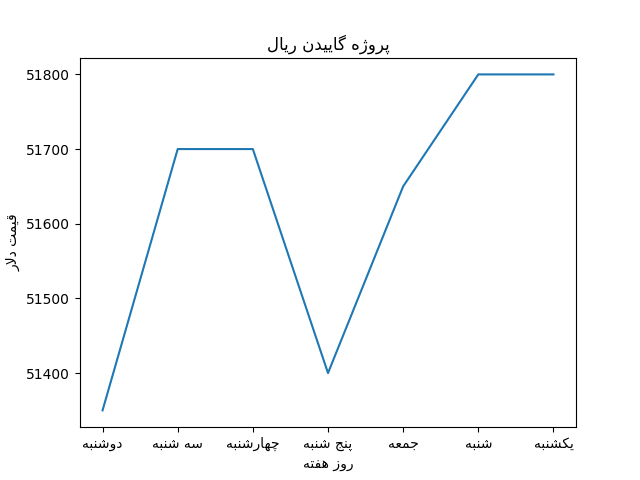 پروژه گاییدن ریال
51800
51700
51600
51500
51400
قیمت دلار
دوشنبه سه شنبه چهارشنبه پنج شنبه جمعه شنبه یکشنبه
روز هفته